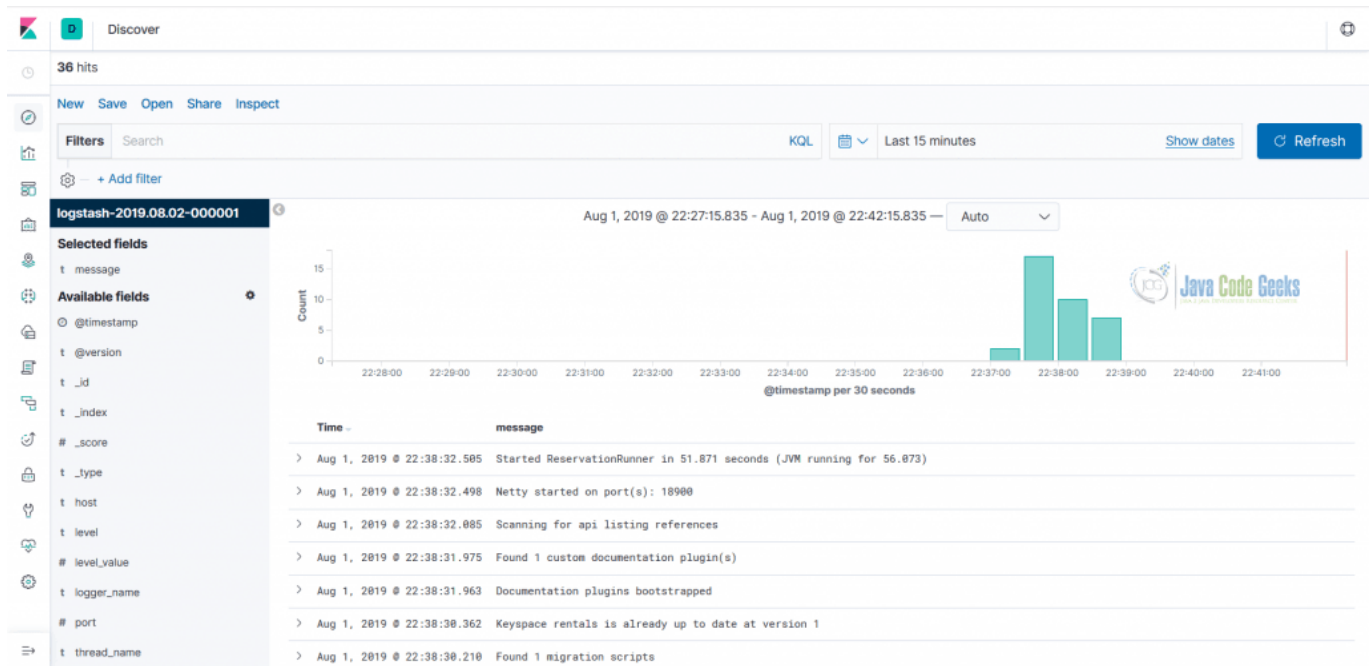 D Discover
36 hits
New Save Open Share Inspect
Filters Search KQL Last 15 minutes Show dates Refresh
+ Add filter
logstash-2019.08.02-000001
Selected fields
t message
Available fields
@timestamp
t @version
t _id
t _index
# _score
t _type
t host
t level
# level_value
t logger_name
# port
t thread_name
Aug 1, 2019 @ 22:27:15.835 - Aug 1, 2019 @ 22:42:15.835 — Auto
Count
15
10
5
0
Java Code Geeks
22:28:00 22:29:00 22:30:00 22:31:00 22:32:00 22:33:00 22:34:00 22:35:00 22:36:00 22:37:00 22:38:00 22:39:00 22:40:00 22:41:00
@timestamp per 30 seconds
Time message
> Aug 1, 2019 @ 22:38:32.505 Started ReservationRunner in 51.871 seconds (JVM running for 56.073)
> Aug 1, 2019 @ 22:38:32.498 Netty started on port(s): 18900
> Aug 1, 2019 @ 22:38:32.085 Scanning for api listing references
> Aug 1, 2019 @ 22:38:31.975 Found 1 custom documentation plugin(s)
> Aug 1, 2019 @ 22:38:31.963 Documentation plugins bootstrapped
> Aug 1, 2019 @ 22:38:30.362 Keyspace rentals is already up to date at version 1
> Aug 1, 2019 @ 22:38:30.210 Found 1 migration scripts